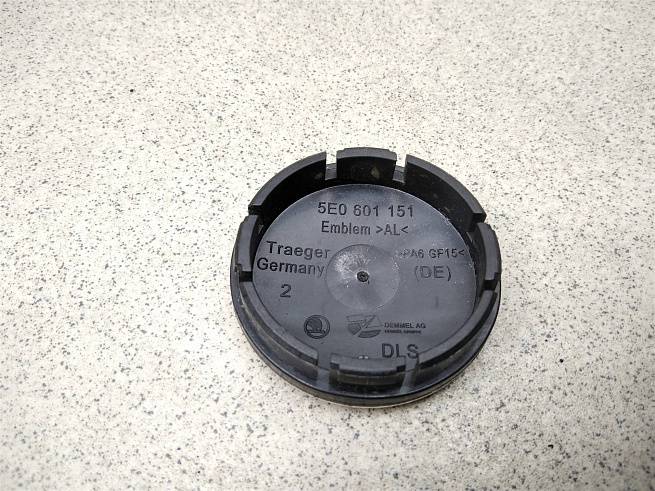 5E0 601 151
Emblem >AL<
Traeger >PA6 GF15<
Germany (DE)
2
DEMMEL AG
DLS